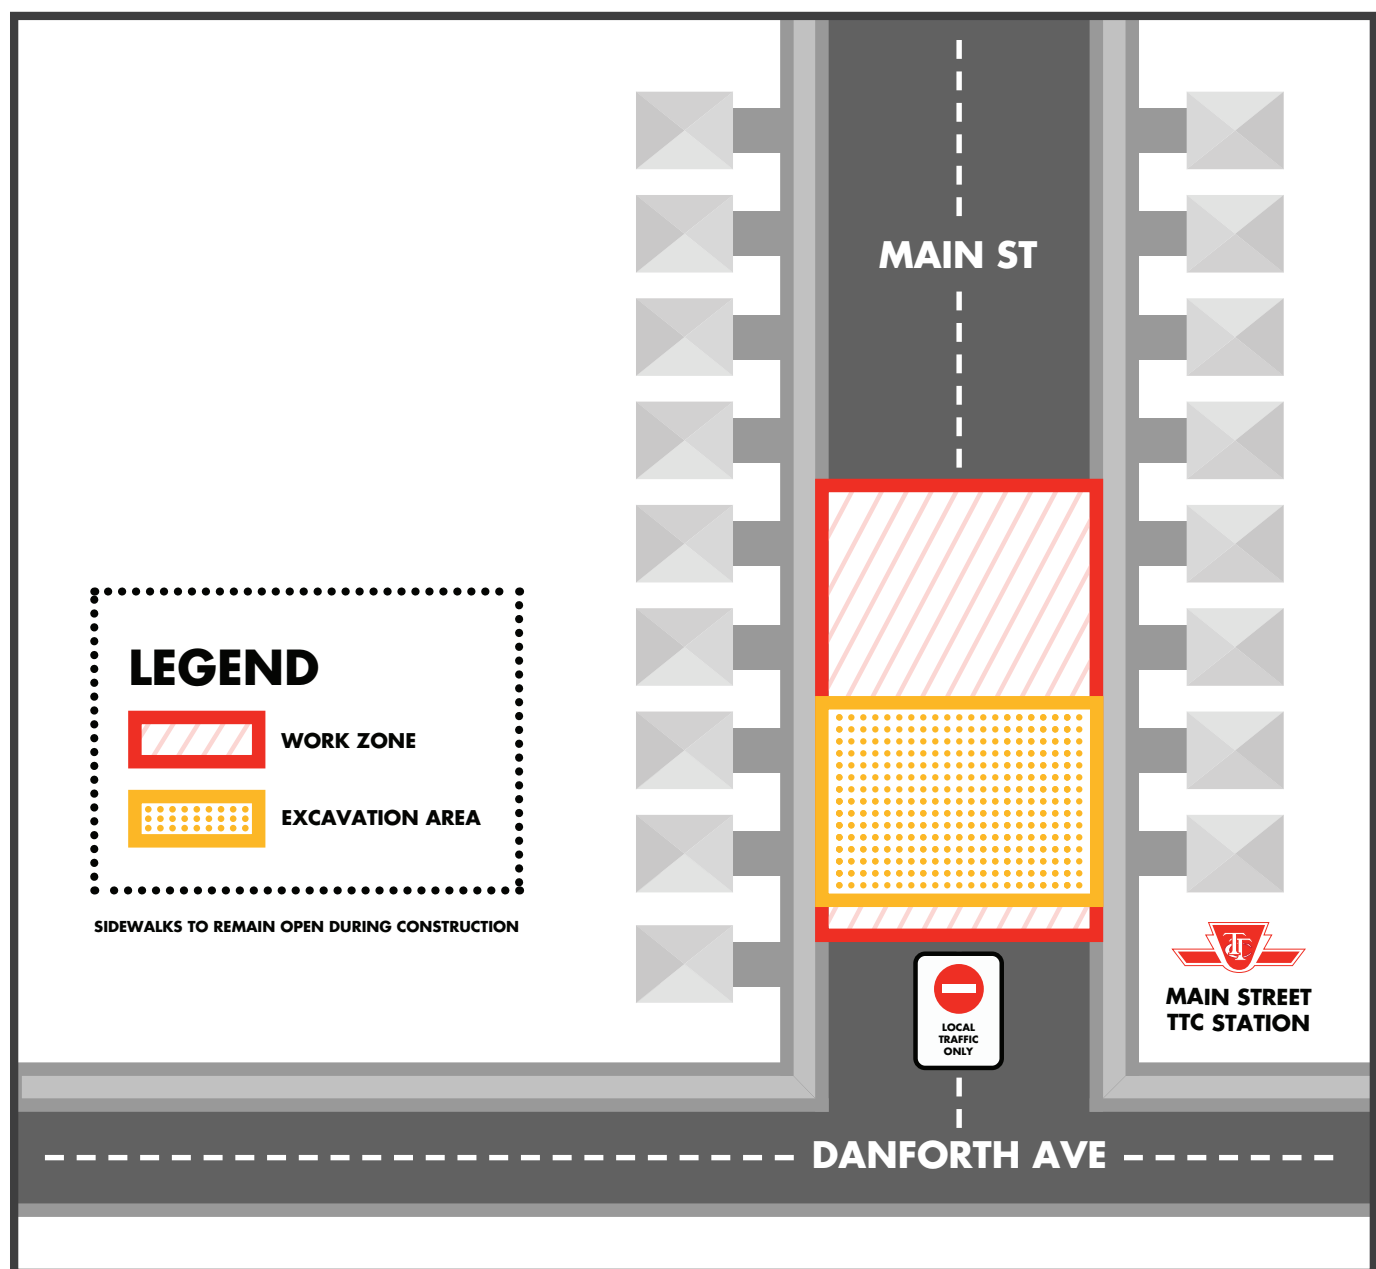 MAIN ST
LEGEND
WORK ZONE
EXCAVATION AREA
SIDEWALKS TO REMAIN OPEN DURING CONSTRUCTION
TTC
MAIN STREET
TTC STATION
LOCAL
TRAFFIC
ONLY
DANFORTH AVE